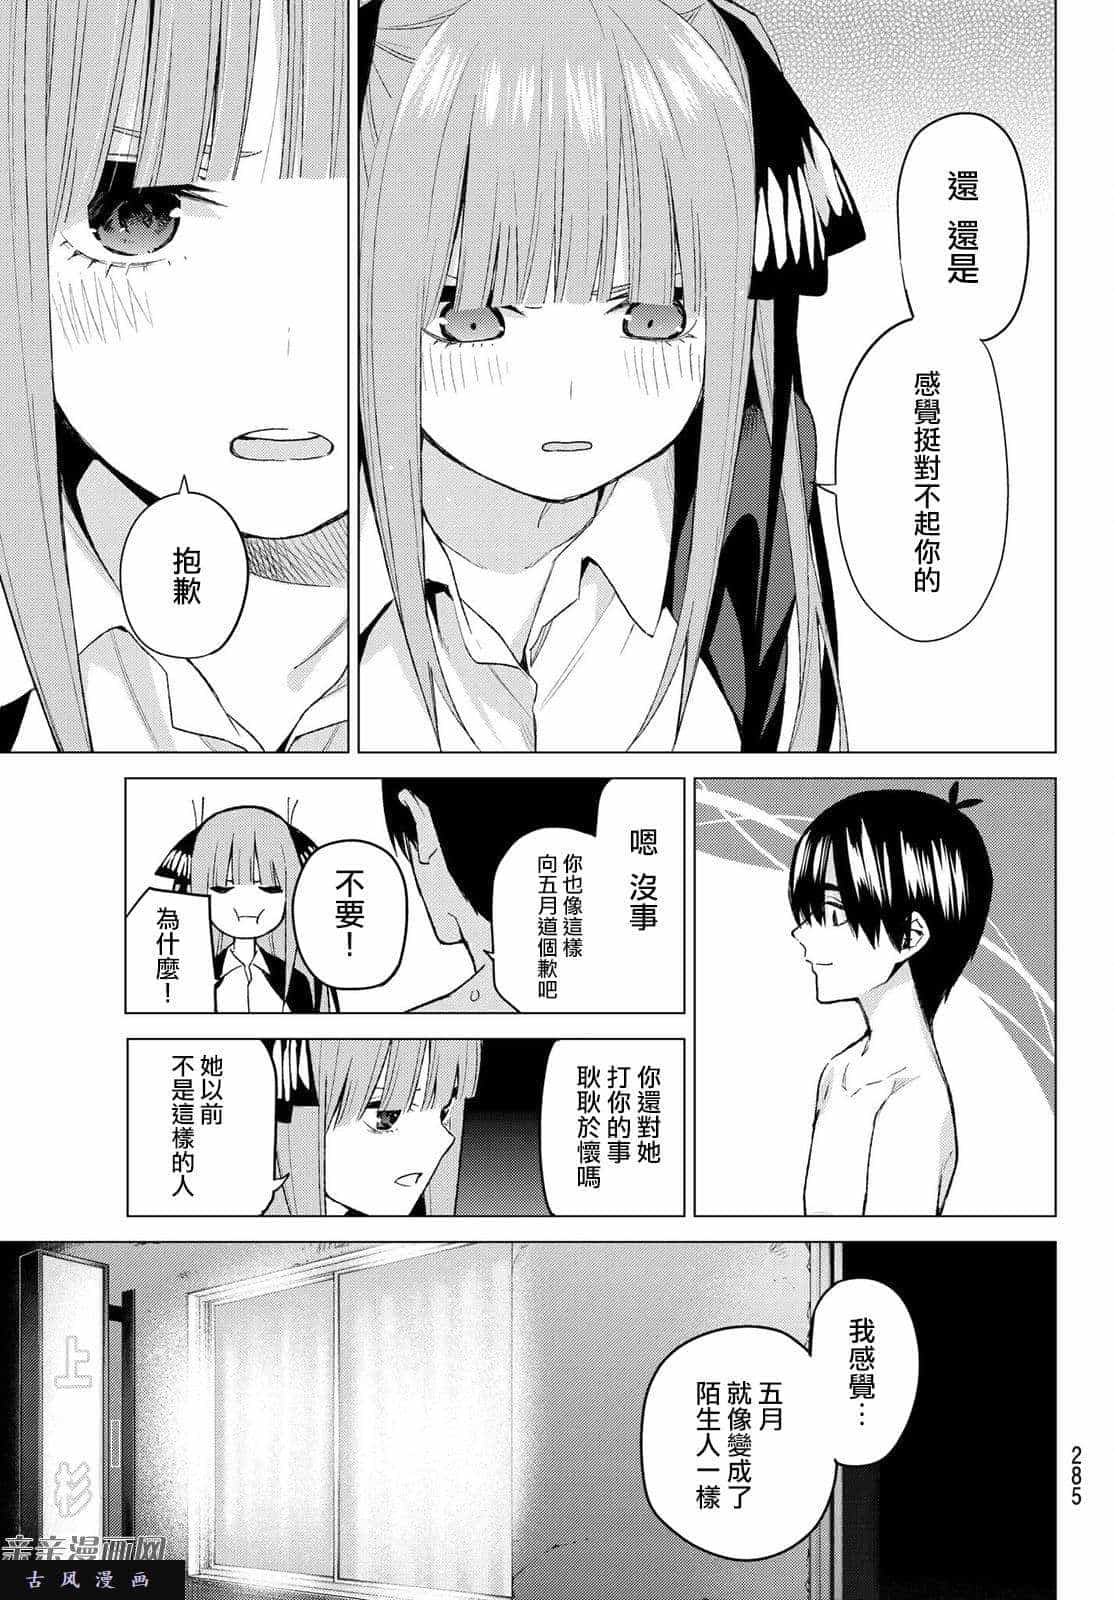 還 還是
感覺挺對不起你的
抱歉
嗯 沒事
你也像這樣
向五月道個歉吧
不要！
為什麼！
你還對她
打你的事
耿耿於懷嗎
她以前
不是這樣的人
我感覺…
五月
就像變成了
陌生人一樣
上杉
285
亲亲漫画网
古风漫画